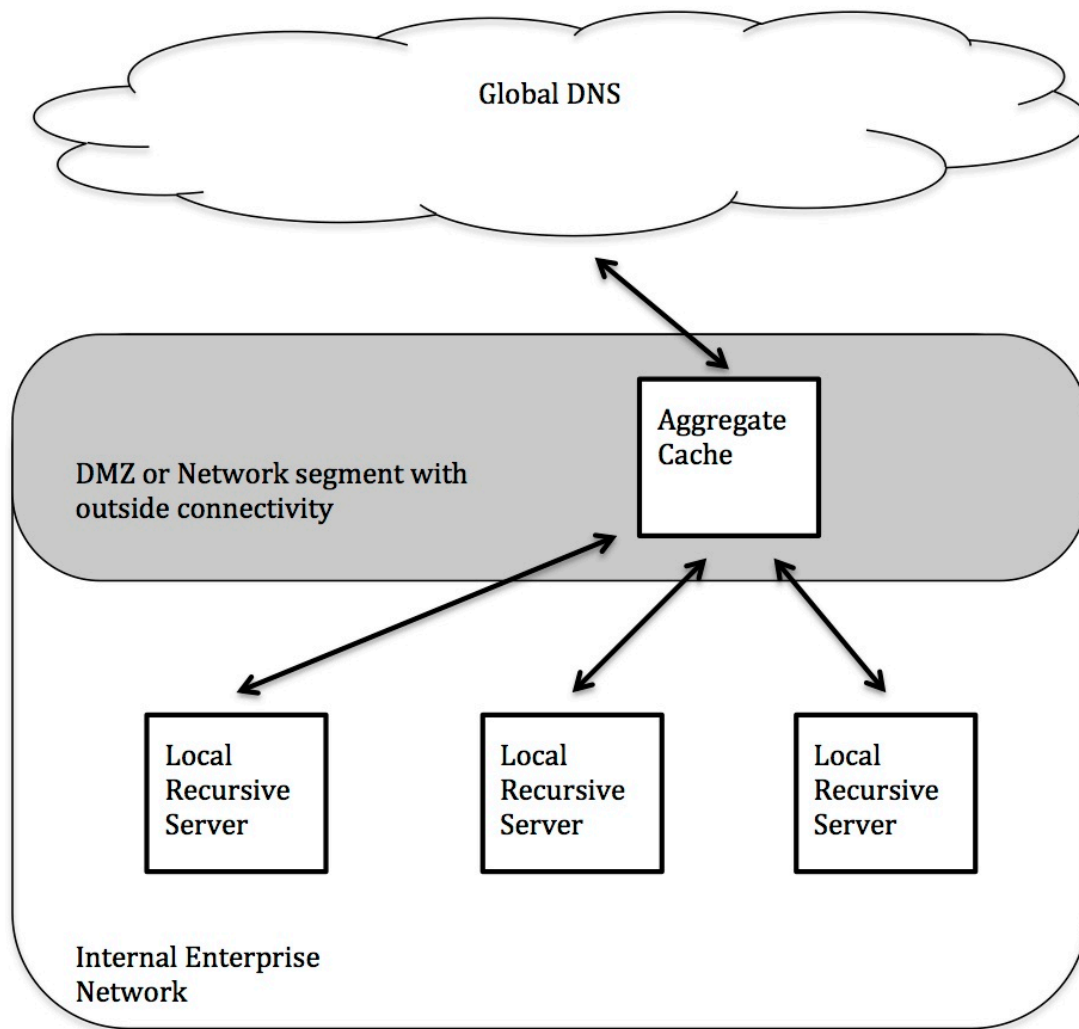 Global DNS
Aggregate
Cache
DMZ or Network segment with
outside connectivity
Local
Recursive
Server
Local
Recursive
Server
Local
Recursive
Server
Internal Enterprise
Network